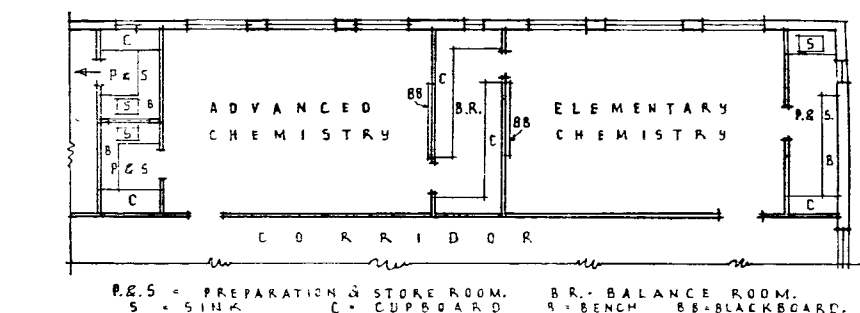 C
P & S
S B
S
B
P & S
C
ADVANCED
CHEMISTRY
BB
C
B.R.
C
BB
ELEMENTARY
CHEMISTRY
S
P.& S.
B
C
CORRIDOR
P.& S = PREPARATION & STORE ROOM. B R.- BALANCE ROOM.
S = SINK C = CUPBOARD B = BENCH BB=BLACKBOARD.